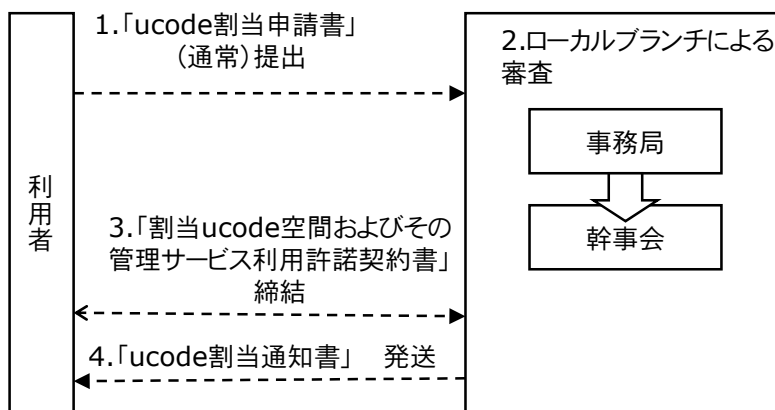 1.「ucode割当申請書」
（通常）提出
2.ローカルブランチによる
審査
事務局
幹事会
利用者
3.「割当ucode空間およびその
管理サービス利用許諾契約書」
締結
4.「ucode割当通知書」　発送